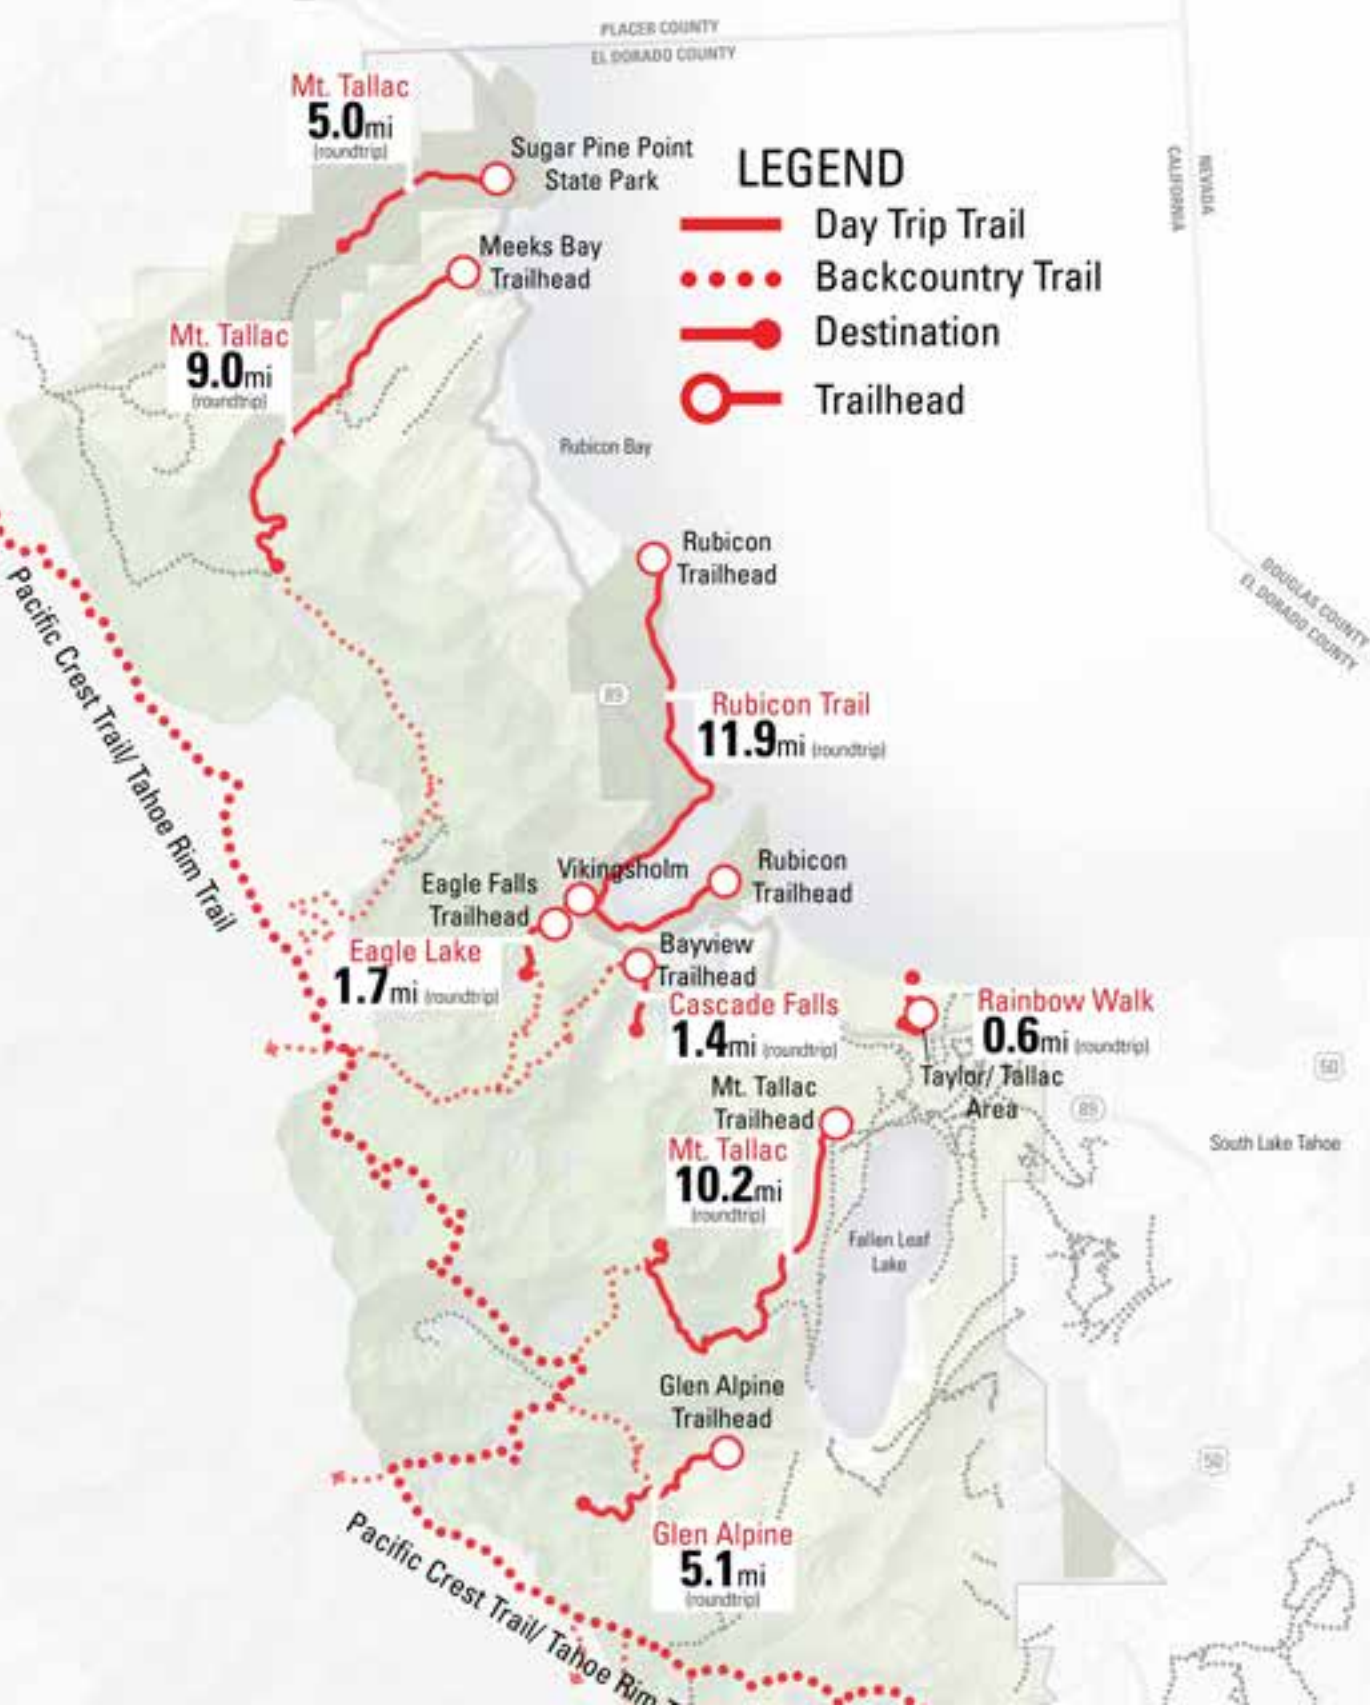 PLACER COUNTY
EL DORADO COUNTY
Mt. Tallac
5.0mi
(roundtrip)
Sugar Pine Point
State Park
LEGEND
Day Trip Trail
Backcountry Trail
Destination
Trailhead
CALIFORNIA
NEVADA
Meeks Bay
Trailhead
Mt. Tallac
9.0mi
(roundtrip)
Rubicon Bay
Rubicon
Trailhead
DOUGLAS COUNTY
EL DORADO COUNTY
Pacific Crest Trail/ Tahoe Rim Trail
89
Rubicon Trail
11.9mi (roundtrip)
Vikingsholm
Rubicon
Trailhead
Eagle Falls
Trailhead
Eagle Lake
1.7mi (roundtrip)
Bayview
Trailhead
Cascade Falls
1.4mi (roundtrip)
Rainbow Walk
0.6mi (roundtrip)
Taylor/ Tallac
Area
50
89
South Lake Tahoe
Mt. Tallac
Trailhead
Mt. Tallac
10.2mi
(roundtrip)
Fallen Leaf
Lake
Glen Alpine
Trailhead
50
Glen Alpine
5.1mi
(roundtrip)
Pacific Crest Trail/ Tahoe Rim